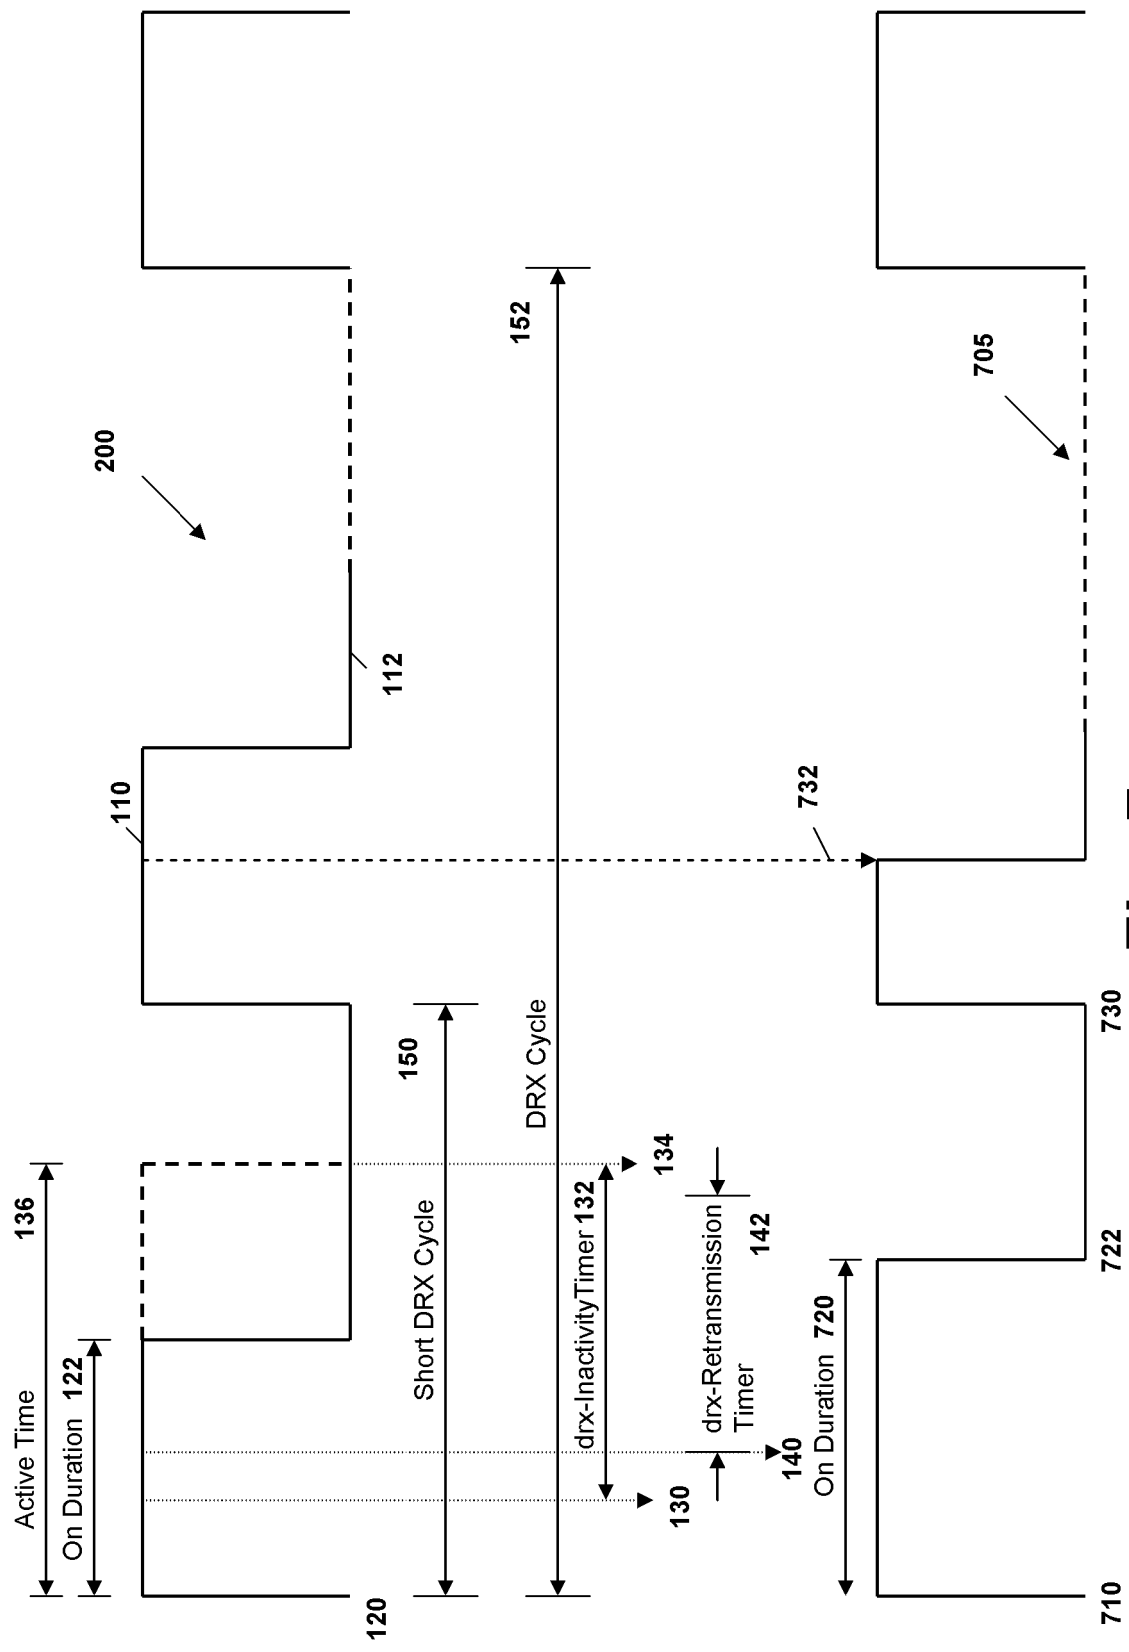 Active Time
136
On Duration 122
200
110
120
112
150
Short DRX Cycle
152
DRX Cycle
drx-InactivityTimer 132
134
130
drx-Retransmission
Timer
142
140
732
On Duration 720
705
710
722
730